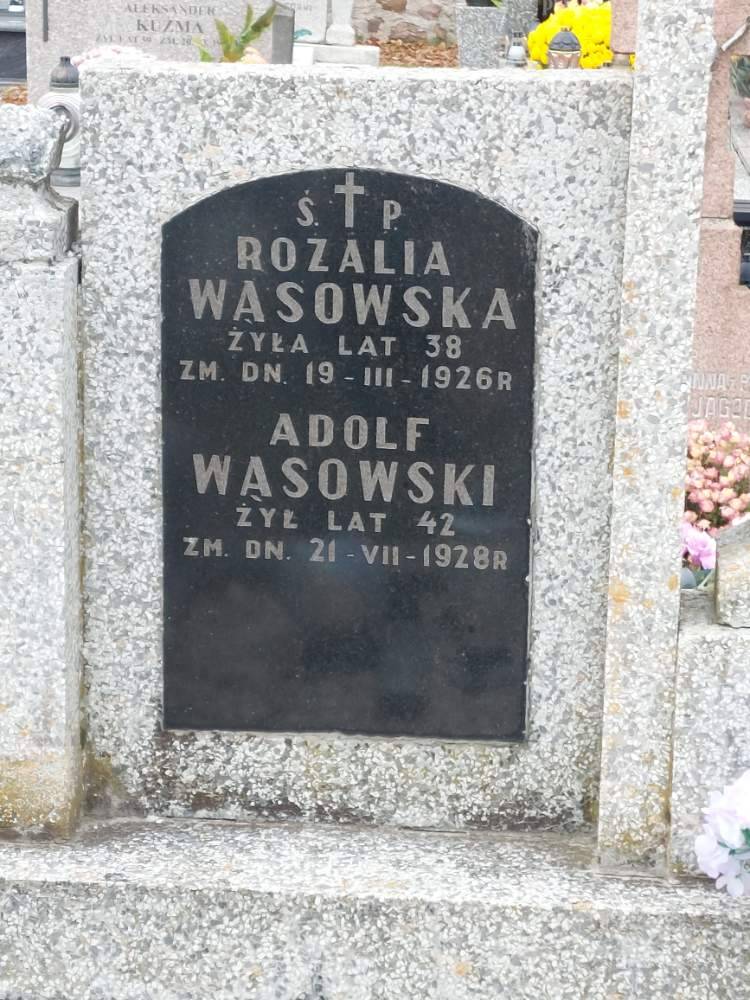 ALEKSANDER
KUŹMA
Ś. P.
ROZALIA
WĄSOWSKA
ŻYŁA LAT 38
ZM. DN. 19-III-1926R
ADOLF
WĄSOWSKI
ŻYŁ LAT 42
ZM. DN. 21-VII-1928R